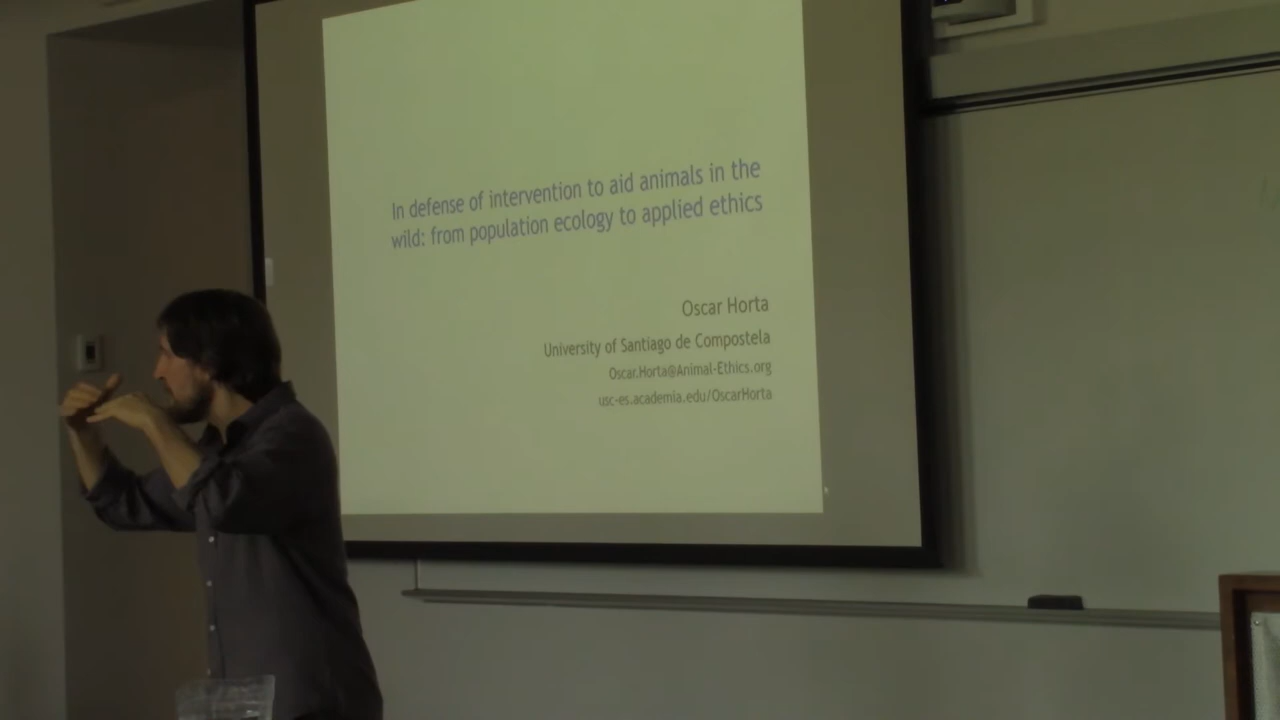 In defense of intervention to aid animals in the
wild: from population ecology to applied ethics
Oscar Horta
University of Santiago de Compostela
Oscar.Horta@Animal-Ethics.org
usc-es.academia.edu/OscarHorta